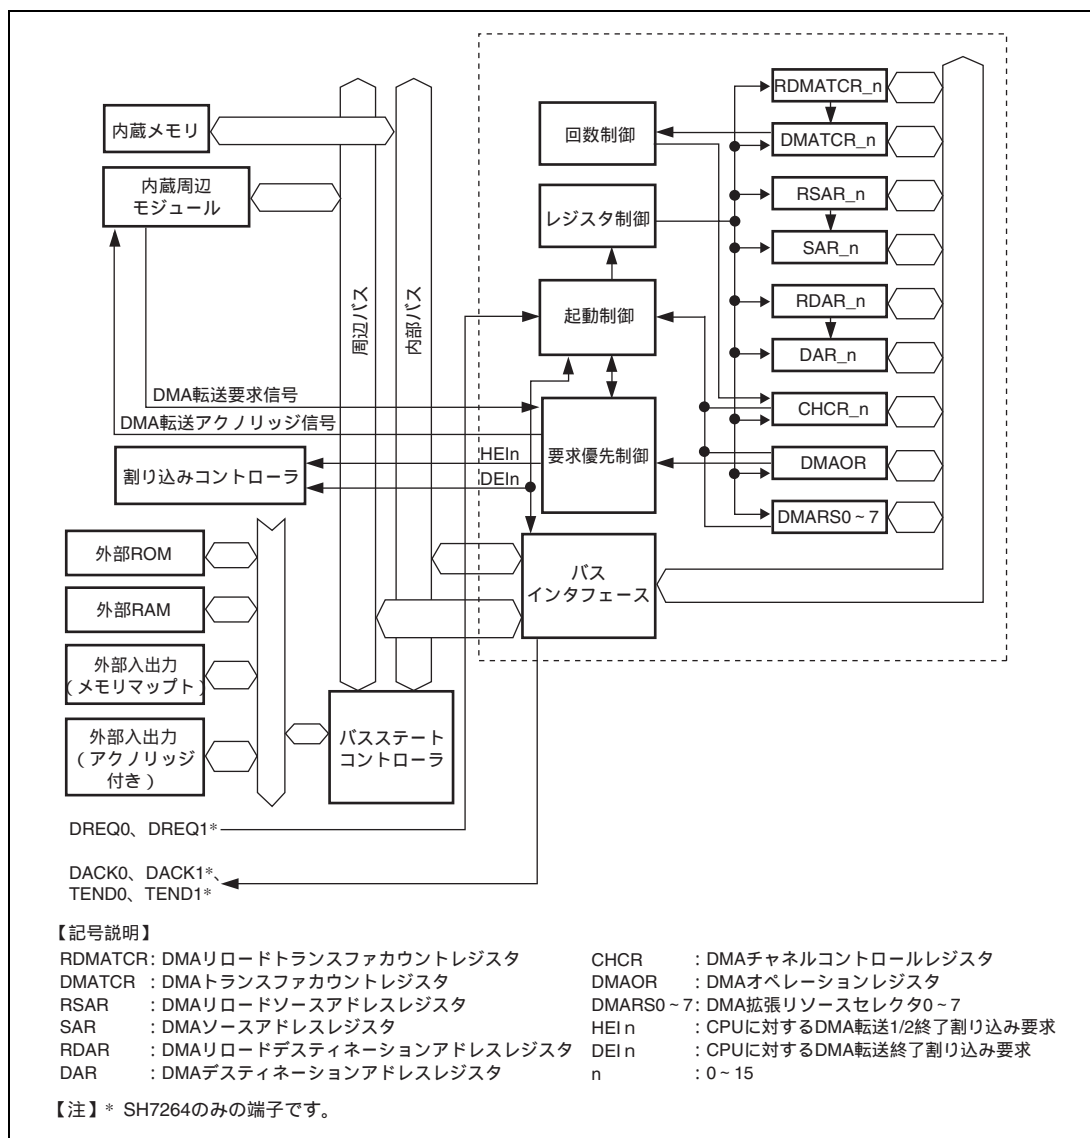 内蔵メモリ
内蔵周辺
モジュール
周辺バス
内部バス
回数制御
レジスタ制御
起動制御
要求優先制御
バス
インタフェース
RDMATCR_n
DMATCR_n
RSAR_n
SAR_n
RDAR_n
DAR_n
CHCR_n
DMAOR
DMARS0~7
DMA転送要求信号
DMA転送アクノリッジ信号
HEIn
DEIn
割り込みコントローラ
外部ROM
外部RAM
外部入出力
(メモリマップト)
外部入出力
(アクノリッジ
付き)
バスステート
コントローラ
DREQ0、DREQ1*
DACK0、DACK1*、
TEND0、TEND1*
【記号説明】
RDMATCR:DMAリロードトランスファカウントレジスタ
DMATCR :DMAトランスファカウントレジスタ
RSAR :DMAリロードソースアドレスレジスタ
SAR :DMAソースアドレスレジスタ
RDAR :DMAリロードデスティネーションアドレスレジスタ
DAR :DMAデスティネーションアドレスレジスタ
CHCR :DMAチャネルコントロールレジスタ
DMAOR :DMAオペレーションレジスタ
DMARS0~7:DMA拡張リソースセレクタ0~7
HEIn :CPUに対するDMA転送1/2終了割り込み要求
DEIn :CPUに対するDMA転送終了割り込み要求
n :0~15
【注】* SH7264のみの端子です。